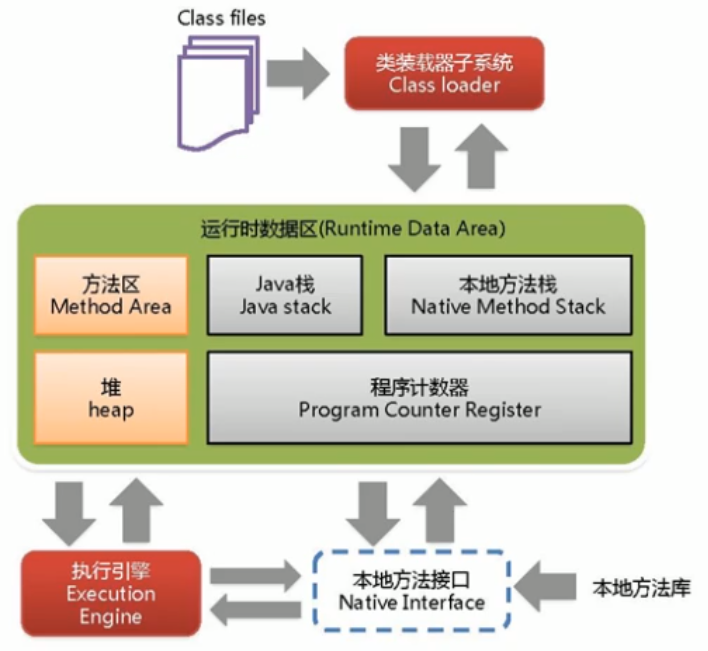 Class files
类装载器子系统
Class loader
运行时数据区(Runtime Data Area)
方法区
Method Area
Java栈
Java stack
本地方法栈
Native Method Stack
堆
heap
程序计数器
Program Counter Register
执行引擎
Execution
Engine
本地方法接口
Native Interface
本地方法库